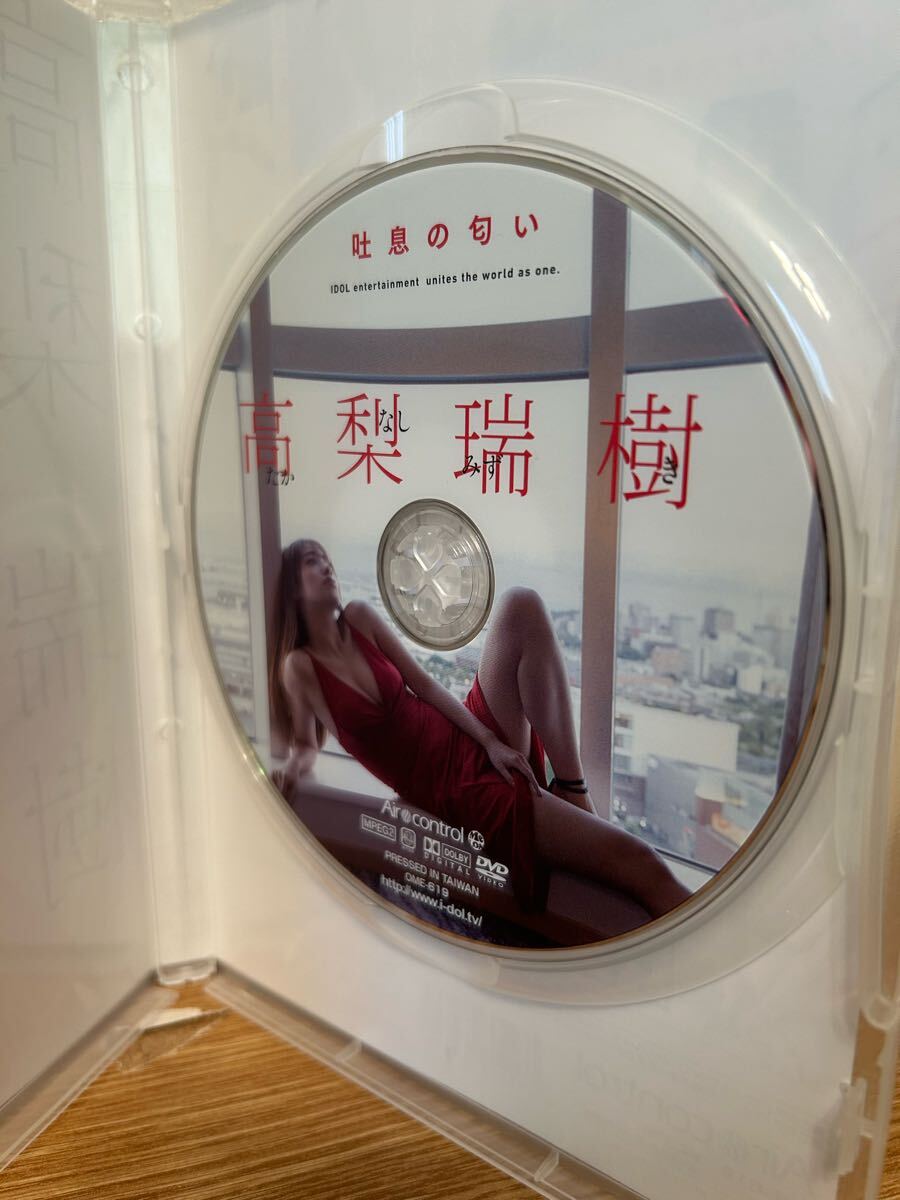 吐息の匂い
IDOL entertainment unites the world as one.
高梨瑞樹
たか なし みず き
Air control
MPEG2 DOLBY DIGITAL DVD VIDEO
PRESSED IN TAIWAN
OME-619
http://www.i-dol.tv/